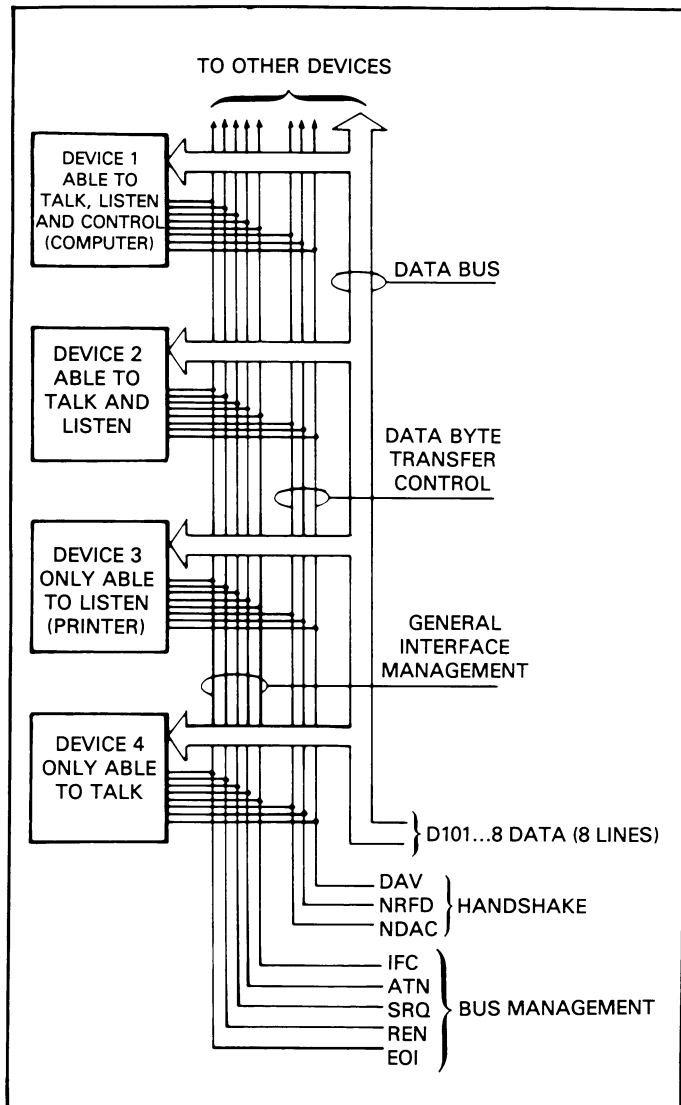 TO OTHER DEVICES
DEVICE 1
ABLE TO
TALK, LISTEN
AND CONTROL
(COMPUTER)
DATA BUS
DEVICE 2
ABLE TO
TALK AND
LISTEN
DATA BYTE
TRANSFER
CONTROL
DEVICE 3
ONLY ABLE
TO LISTEN
(PRINTER)
GENERAL
INTERFACE
MANAGEMENT
DEVICE 4
ONLY ABLE
TO TALK
D101...8 DATA (8 LINES)
DAV
NRFD
NDAC
HANDSHAKE
IFC
ATN
SRQ
REN
EOI
BUS MANAGEMENT